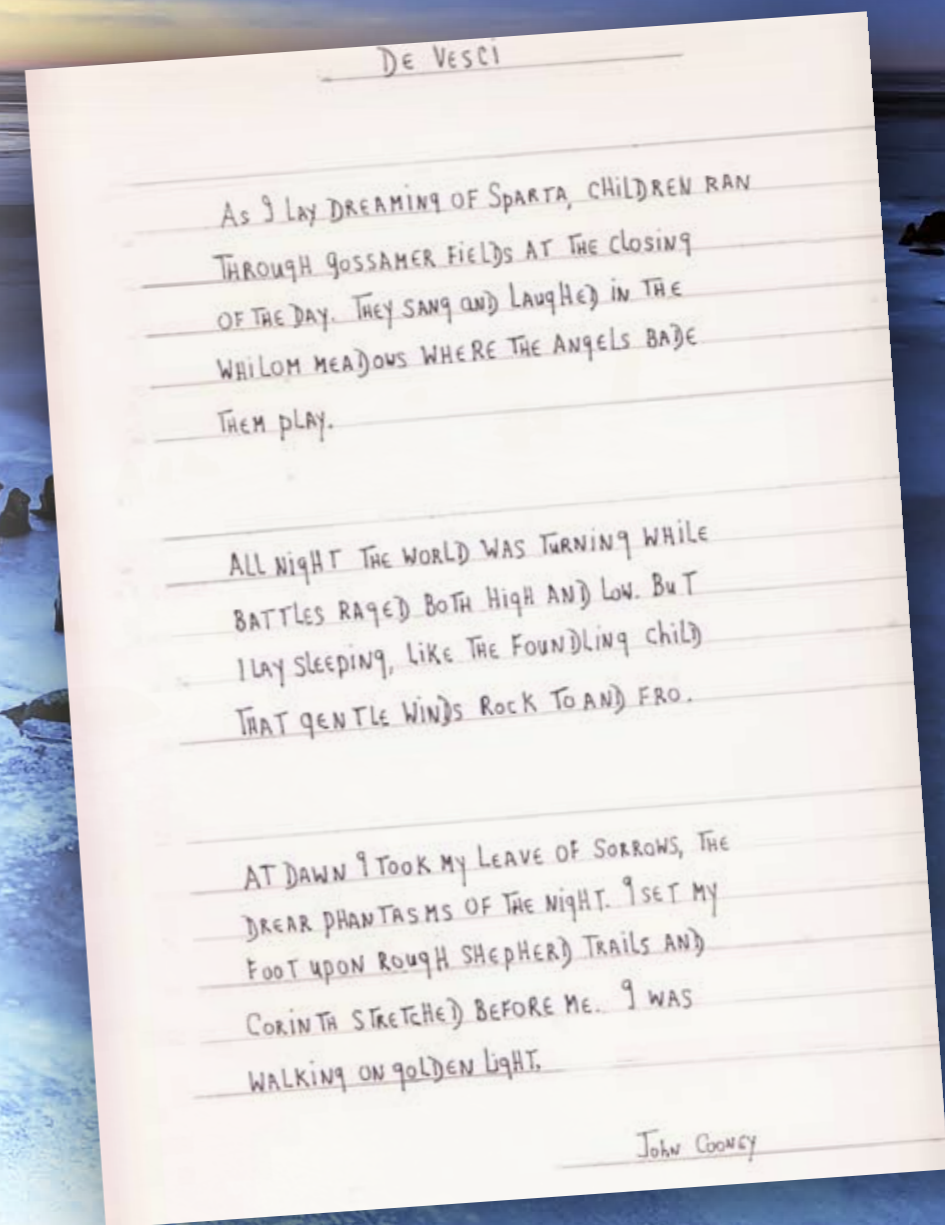 DE VESCI
AS I LAY DREAMING OF SPARTA, CHILDREN RAN
THROUGH GOSSAMER FIELDS AT THE CLOSING
OF THE DAY. THEY SANG AND LAUGHED IN THE
WHILOM MEADOWS WHERE THE ANGELS BADE
THEM PLAY.
ALL NIGHT THE WORLD WAS TURNING WHILE
BATTLES RAGED BOTH HIGH AND LOW. BUT
I LAY SLEEPING, LIKE THE FOUNDLING CHILD
THAT GENTLE WINDS ROCK TO AND FRO.
AT DAWN I TOOK MY LEAVE OF SORROWS, THE
DREAR PHANTASMS OF THE NIGHT. I SET MY
FOOT UPON ROUGH SHEPHERD TRAILS AND
CORINTH STRETCHED BEFORE ME. I WAS
WALKING ON GOLDEN LIGHT.
JOHN COONEY